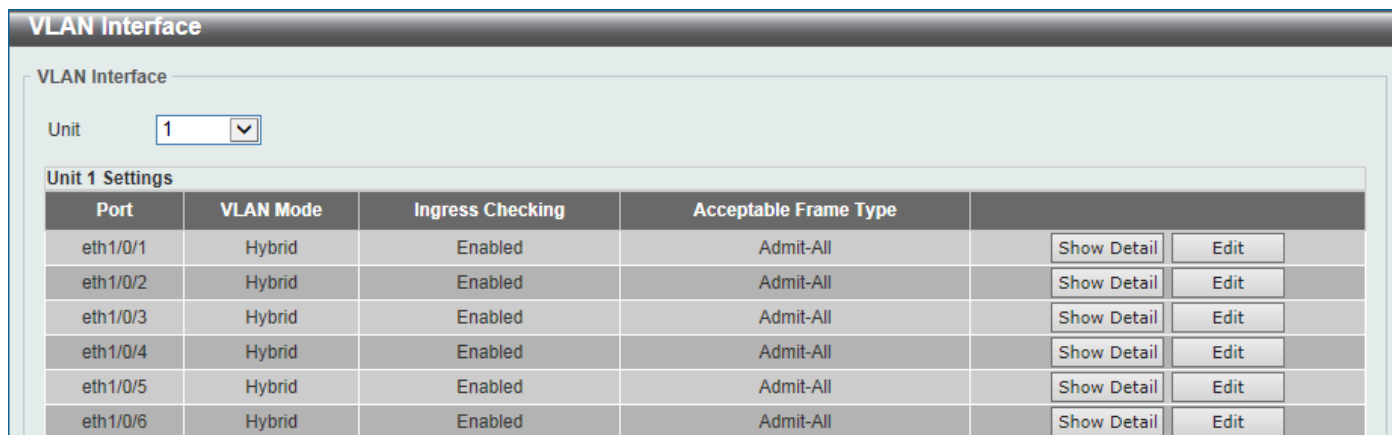 VLAN Interface
VLAN Interface
Unit 1
Unit 1 Settings
Port VLAN Mode Ingress Checking Acceptable Frame Type
eth1/0/1 Hybrid Enabled Admit-All Show Detail Edit
eth1/0/2 Hybrid Enabled Admit-All Show Detail Edit
eth1/0/3 Hybrid Enabled Admit-All Show Detail Edit
eth1/0/4 Hybrid Enabled Admit-All Show Detail Edit
eth1/0/5 Hybrid Enabled Admit-All Show Detail Edit
eth1/0/6 Hybrid Enabled Admit-All Show Detail Edit